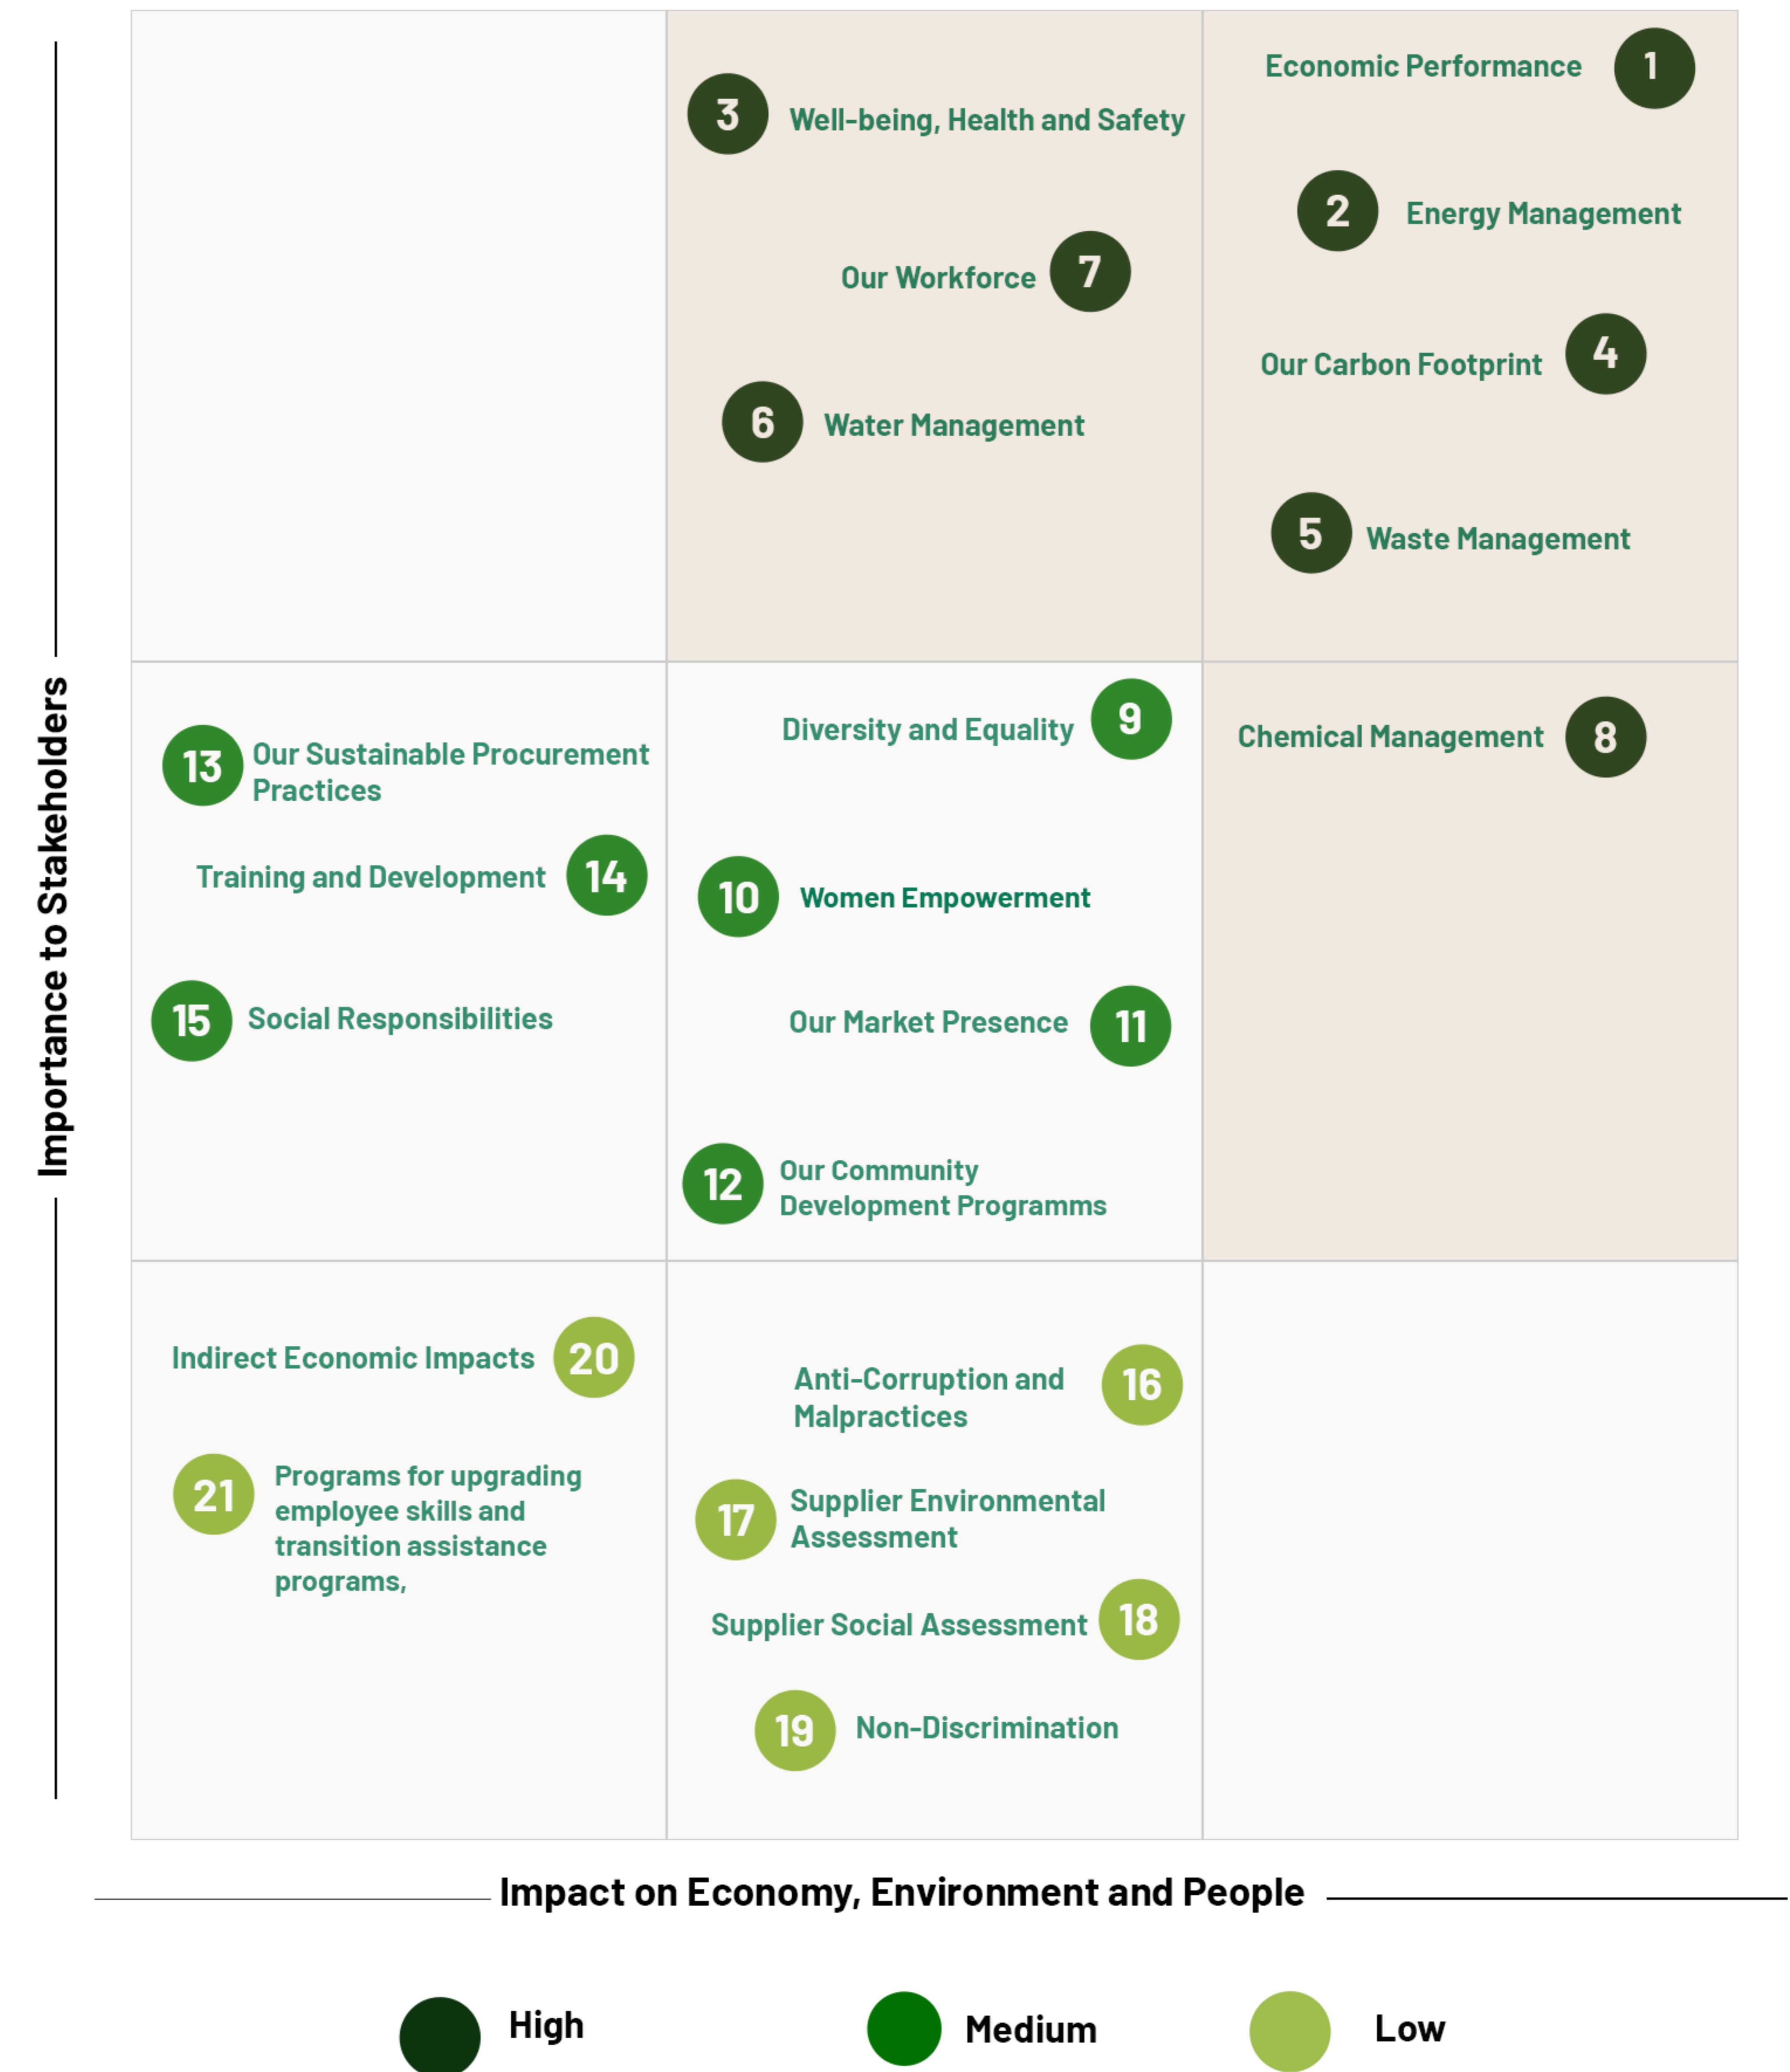 Economic Performance 1
3 Well-being, Health and Safety
2 Energy Management
Our Workforce 7
Our Carbon Footprint 4
6 Water Management
5 Waste Management
Importance to Stakeholders
13 Our Sustainable Procurement
Practices
Training and Development 14
15 Social Responsibilities
Diversity and Equality 9
10 Women Empowerment
Our Market Presence 11
12 Our Community
Development Programms
Chemical Management 8
Indirect Economic Impacts 20
21 Programs for upgrading
employee skills and
transition assistance
programs,
Anti-Corruption and 16
Malpractices
17 Supplier Environmental
Assessment
Supplier Social Assessment 18
19 Non-Discrimination
Impact on Economy, Environment and People
High
Medium
Low